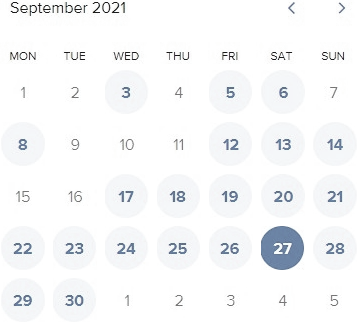 September 2021 < >
MON TUE WED THU FRI SAT SUN
1 2 3 4 5 6 7
8 9 10 11 12 13 14
15 16 17 18 19 20 21
22 23 24 25 26 27 28
29 30 1 2 3 4 5